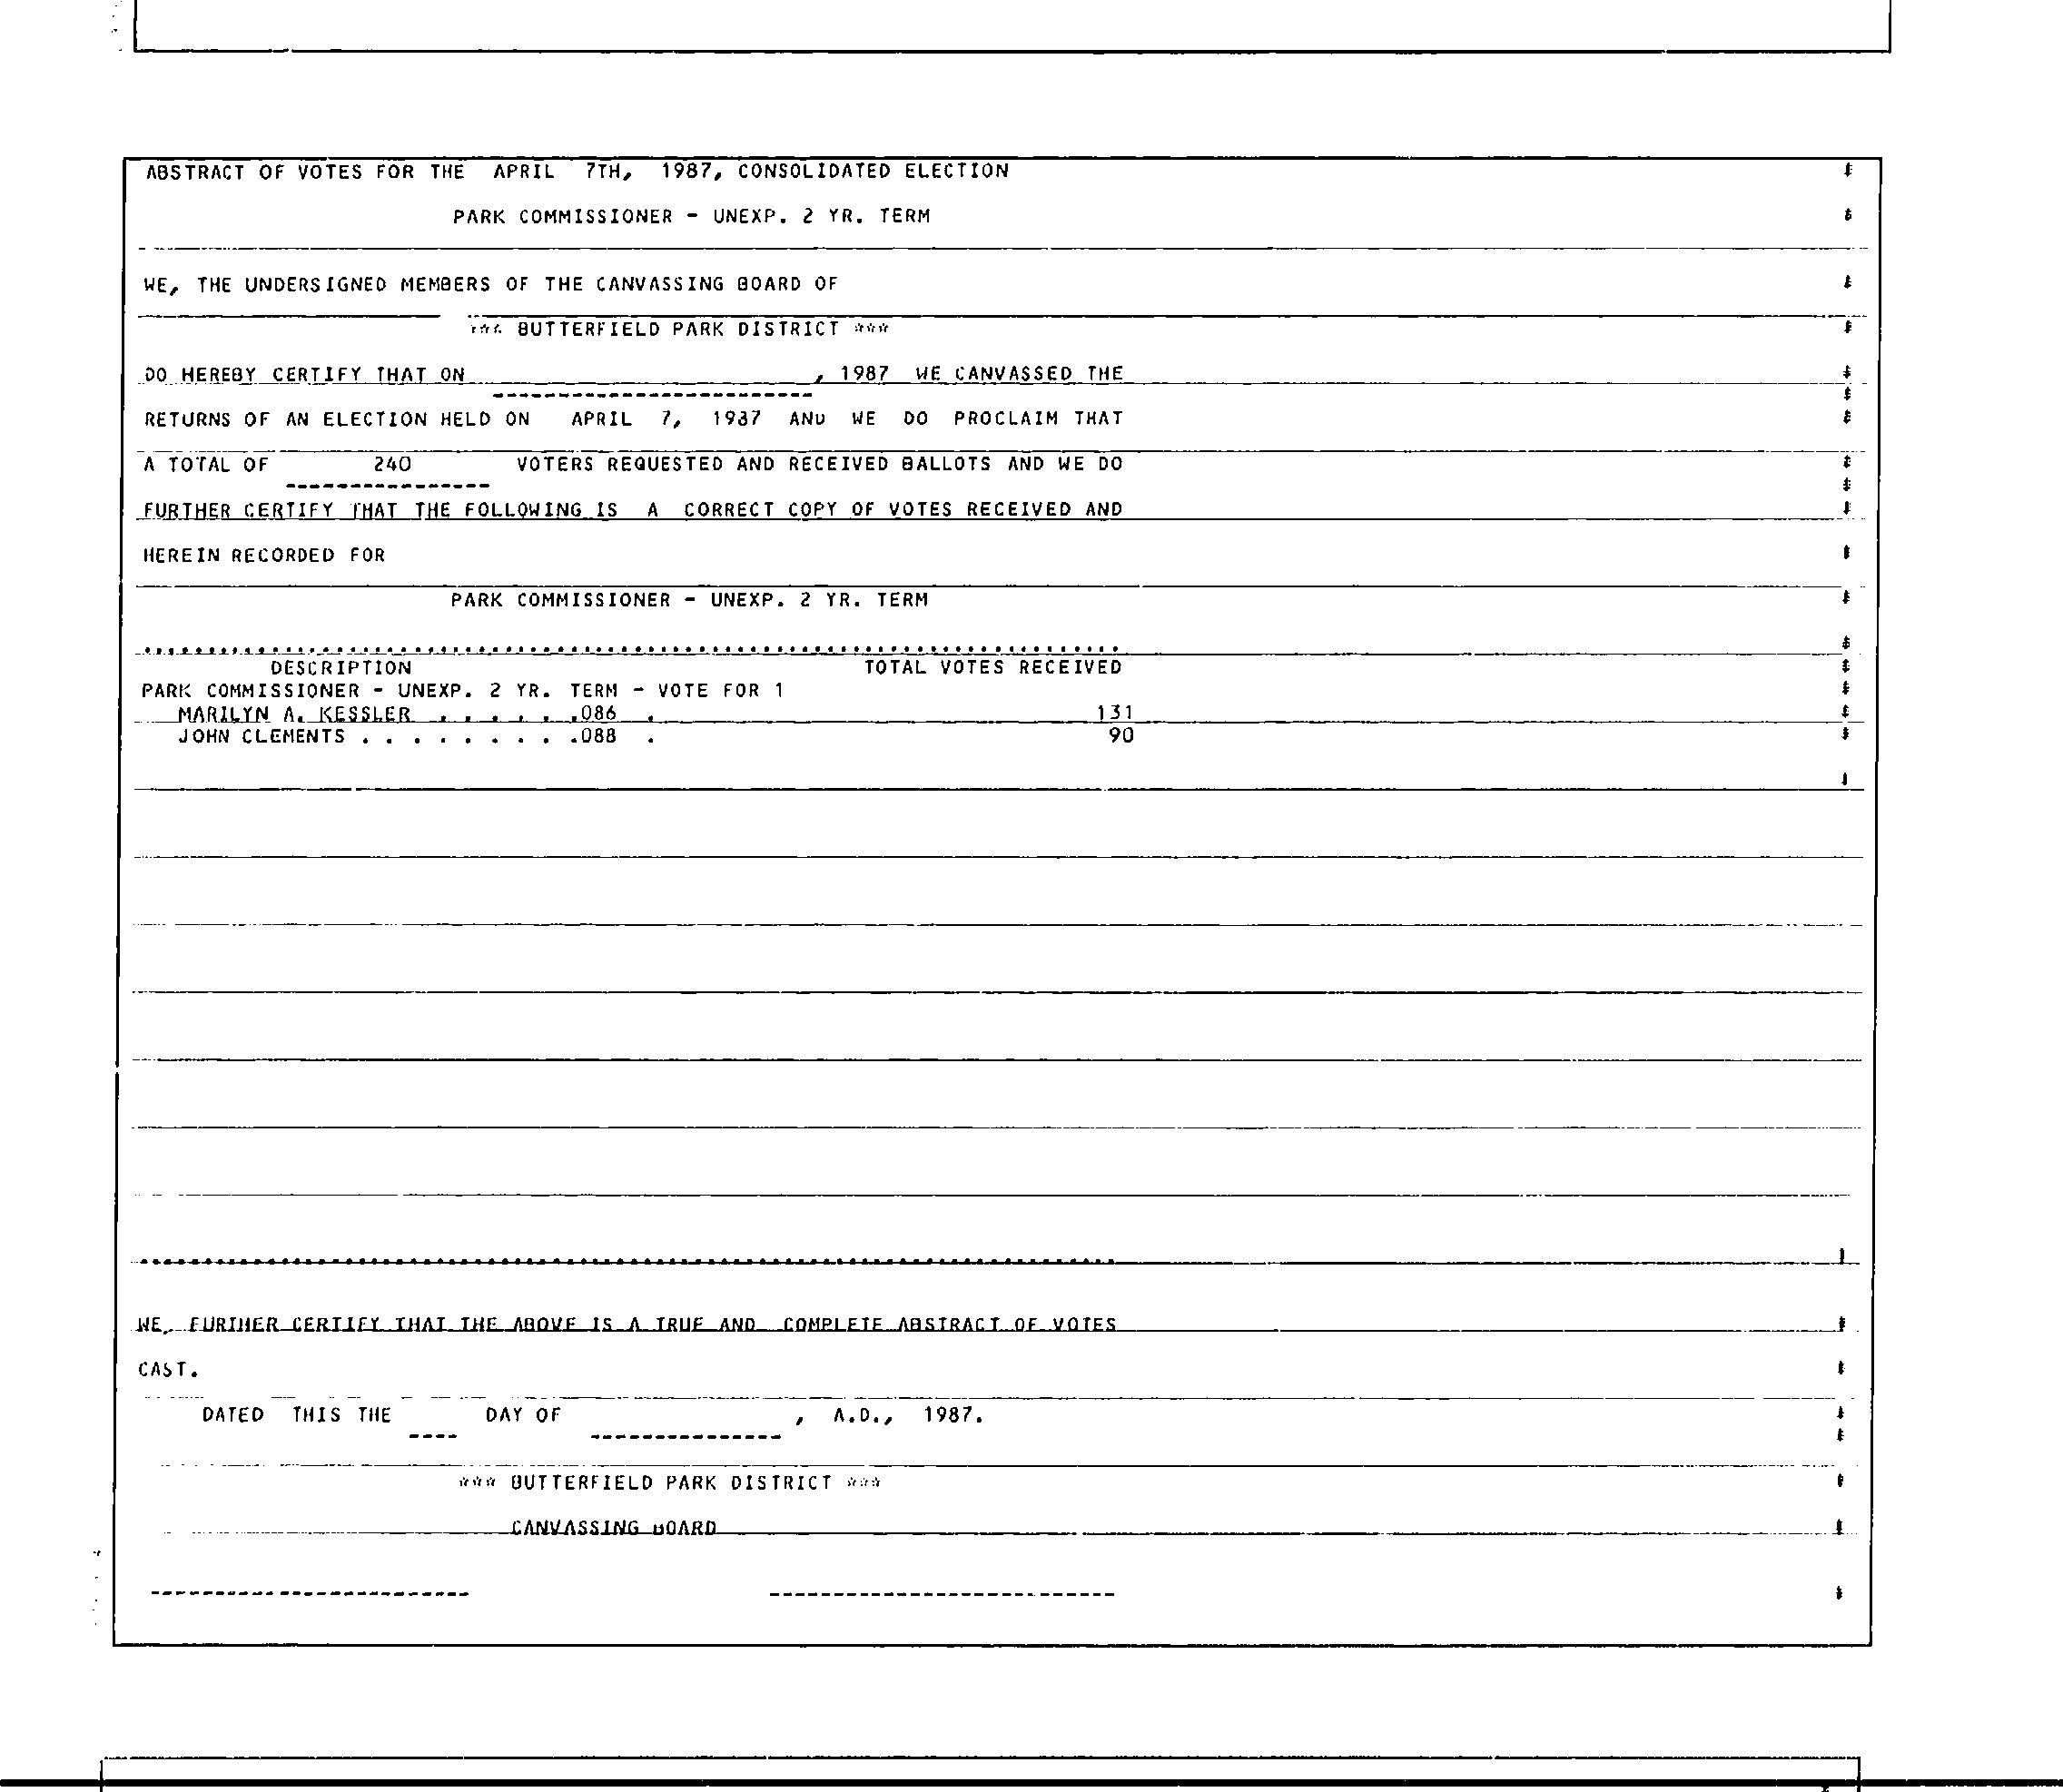 ABSTRACT OF VOTES FOR THE APRIL 7TH, 1987, CONSOLIDATED ELECTION
PARK COMMISSIONER - UNEXP. 2 YR. TERM
WE, THE UNDERSIGNED MEMBERS OF THE CANVASSING BOARD OF
*** BUTTERFIELD PARK DISTRICT ***
DO HEREBY CERTIFY THAT ON , 1987 WE CANVASSED THE
RETURNS OF AN ELECTION HELD ON APRIL 7, 1987 AND WE DO PROCLAIM THAT
A TOTAL OF 240 VOTERS REQUESTED AND RECEIVED BALLOTS AND WE DO
FURTHER CERTIFY THAT THE FOLLOWING IS A CORRECT COPY OF VOTES RECEIVED AND
HEREIN RECORDED FOR
PARK COMMISSIONER - UNEXP. 2 YR. TERM
DESCRIPTION TOTAL VOTES RECEIVED
PARK COMMISSIONER - UNEXP. 2 YR. TERM - VOTE FOR 1
MARILYN A. KESSLER . . . . . .086 . 131
JOHN CLEMENTS . . . . . . . . .088 . 90
WE, FURTHER CERTIFY THAT THE ABOVE IS A TRUE AND COMPLETE ABSTRACT OF VOTES
CAST.
DATED THIS THE ---- DAY OF ---------------, A.D., 1987.
*** BUTTERFIELD PARK DISTRICT ***
CANVASSING BOARD